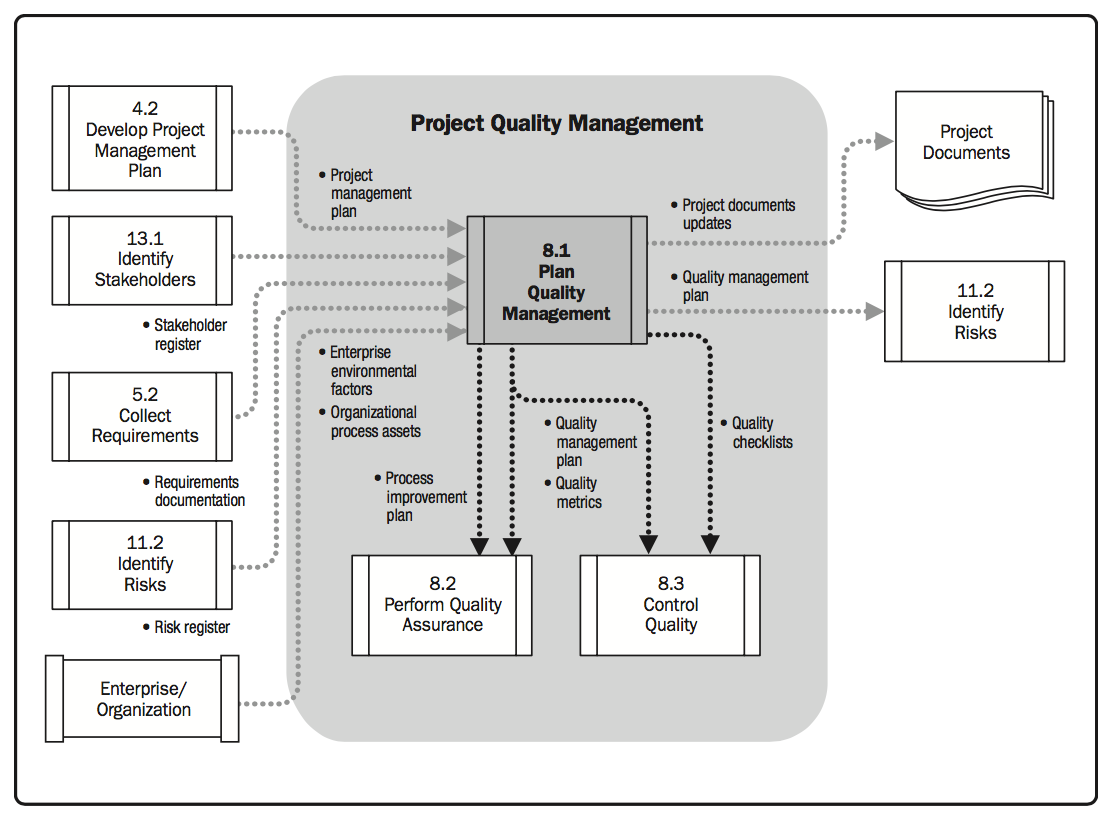 Project Quality Management
4.2
Develop Project
Management
Plan
• Project
management
plan
13.1
Identify
Stakeholders
• Stakeholder
register
5.2
Collect
Requirements
• Requirements
documentation
11.2
Identify
Risks
• Risk register
Enterprise/
Organization
• Enterprise
environmental
factors
• Organizational
process assets
8.1
Plan
Quality
Management
• Project documents
updates
Project
Documents
• Quality management
plan
11.2
Identify
Risks
• Process
improvement
plan
• Quality
management
plan
• Quality
metrics
• Quality
checklists
8.2
Perform Quality
Assurance
8.3
Control
Quality